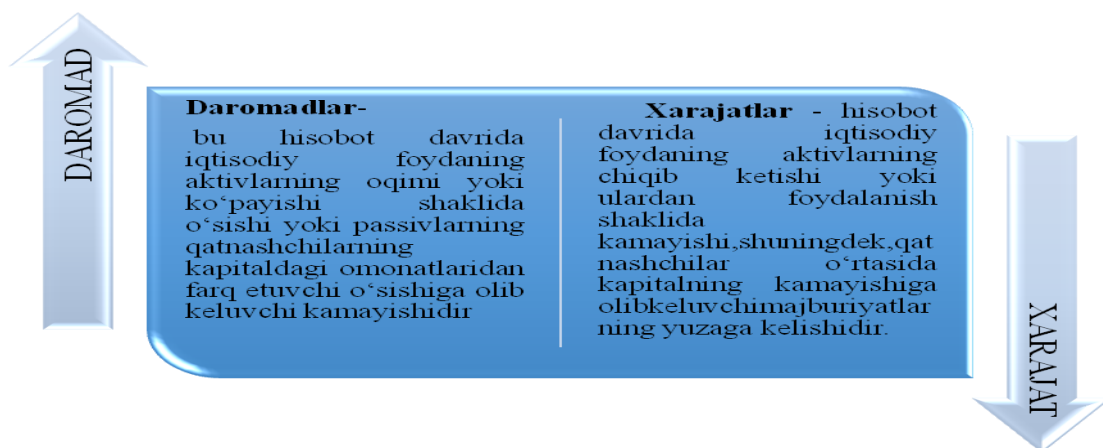 DAROMAD
Daromadlar-
bu hisobot davrida
iqtisodiy foydaning
aktivlarning oqimi yoki
ko‘payishi shaklida
o‘sishi yoki passivlarning
qatnashchilarning
kapitaldagi omonatlaridan
farq etuvchi o‘sishiga olib
keluvchi kamayishidir
Xarajatlar - hisobot
davrida iqtisodiy
foydaning aktivlarning
chiqib ketishi yoki
ulardan foydalanish
shaklida
kamayishi,shuningdek,qat
nashchilar o‘rtasida
kapitalning kamayishiga
olibkeluvchimajburiyatlar
ning yuzaga kelishidir.
XARAJAT